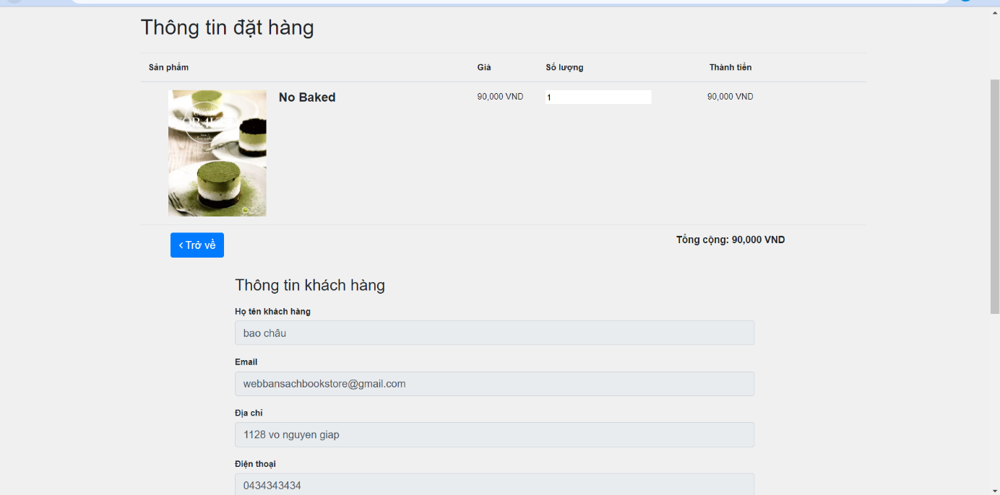 Thông tin đặt hàng
Sản phẩm Giá Số lượng Thành tiền
No Baked 90,000 VND 1 90,000 VND
‹ Trở về Tổng cộng: 90,000 VND
Thông tin khách hàng
Họ tên khách hàng
bao châu
Email
webbansachbookstore@gmail.com
Địa chỉ
1128 vo nguyen giap
Điện thoại
0434343434